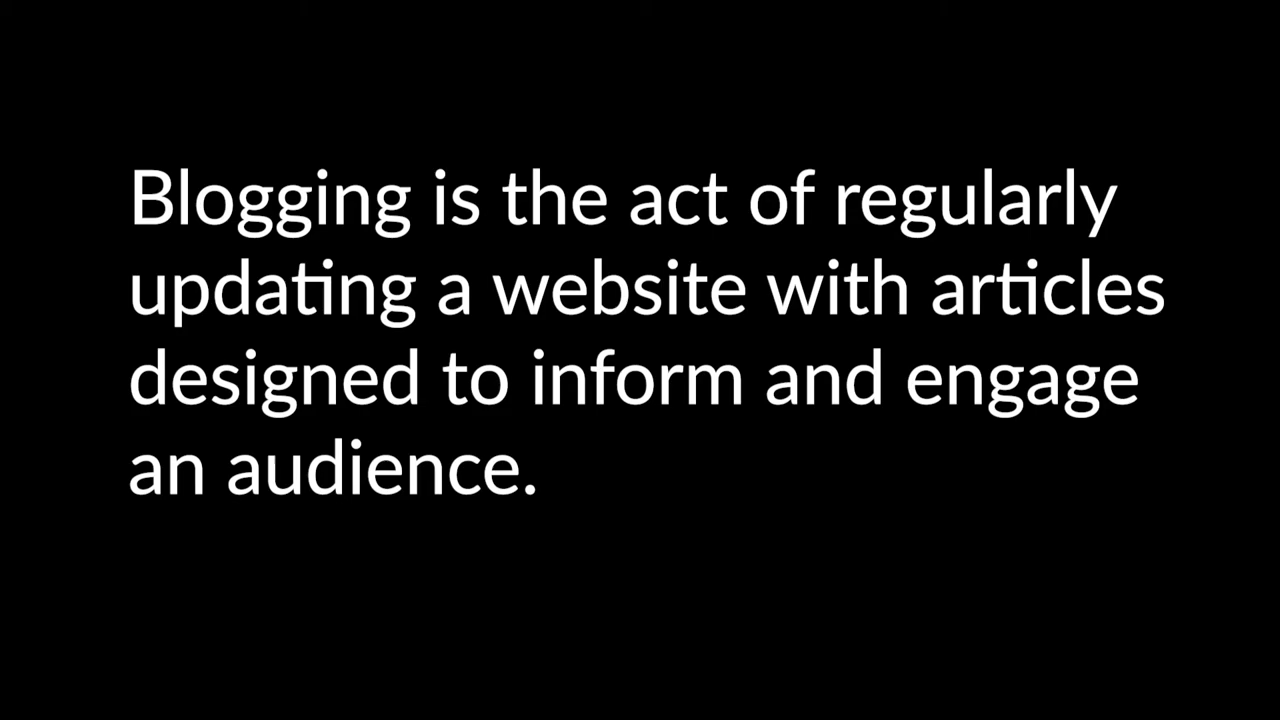 Blogging is the act of regularly
updating a website with articles
designed to inform and engage
an audience.